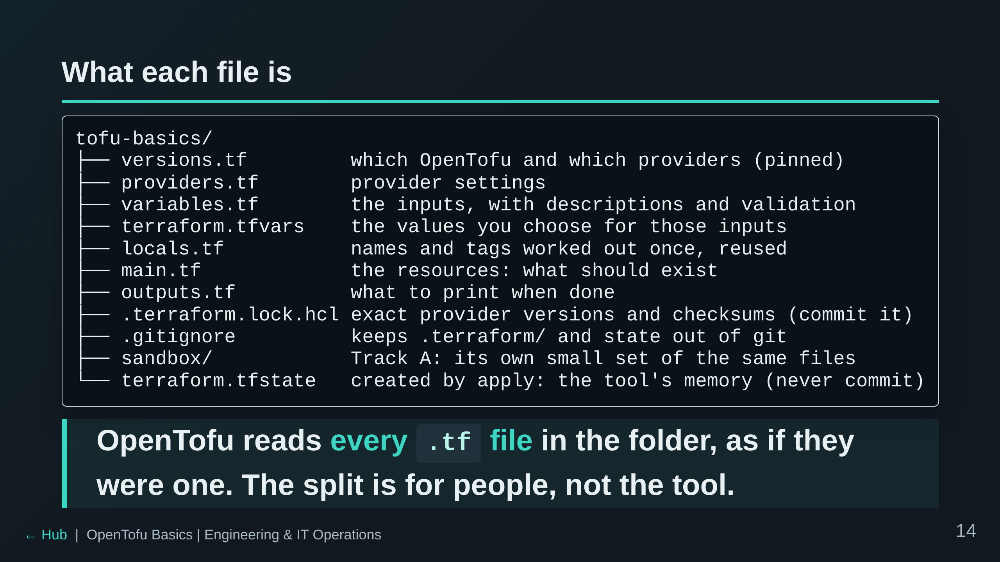 What each file is
tofu-basics/
├── versions.tf         which OpenTofu and which providers (pinned)
├── providers.tf        provider settings
├── variables.tf        the inputs, with descriptions and validation
├── terraform.tfvars    the values you choose for those inputs
├── locals.tf           names and tags worked out once, reused
├── main.tf             the resources: what should exist
├── outputs.tf          what to print when done
├── .terraform.lock.hcl exact provider versions and checksums (commit it)
├── .gitignore          keeps .terraform/ and state out of git
├── sandbox/            Track A: its own small set of the same files
└── terraform.tfstate   created by apply: the tool's memory (never commit)
OpenTofu reads every .tf file in the folder, as if they
were one. The split is for people, not the tool.
← Hub | OpenTofu Basics | Engineering & IT Operations
14